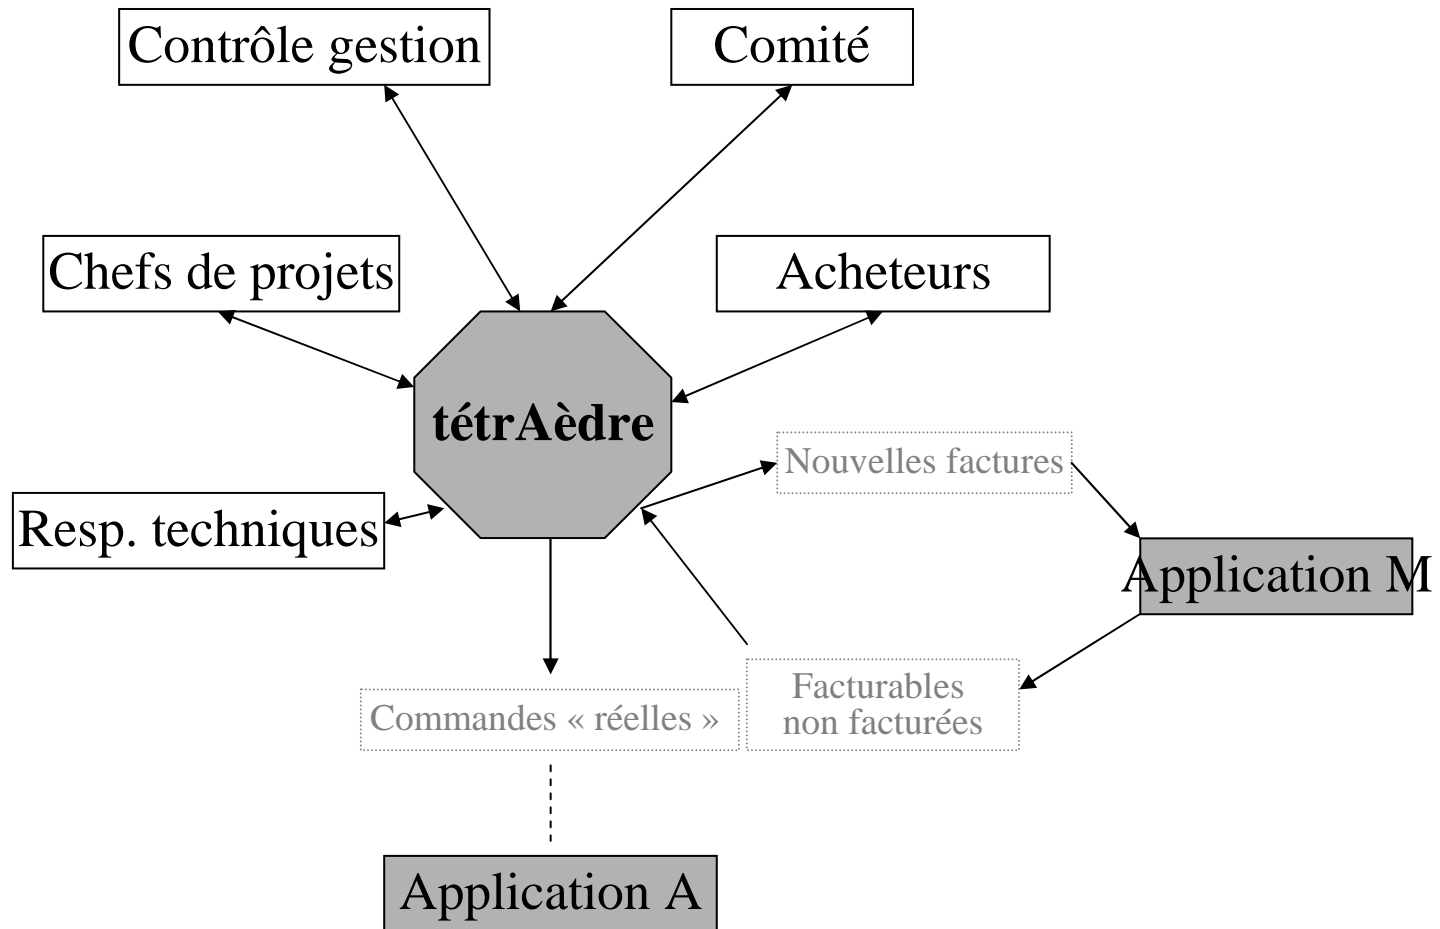 Contrôle gestion
Comité
Chefs de projets
Acheteurs
tétrAèdre
Nouvelles factures
Resp. techniques
Application M
Facturables
non facturées
Commandes « réelles »
Application A